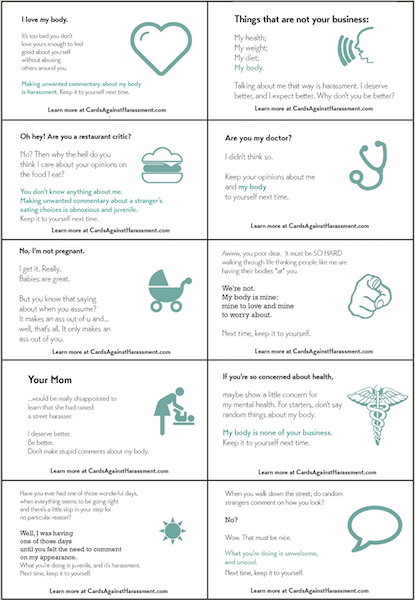 I love my body.
It's too bad you don't
love yours enough to feel
good about yourself
without abusing
others around you.
Making unwanted commentary about my body
is harassment. Keep it to yourself next time.
Learn more at CardsAgainstHarassment.com
Things that are not your business:
My health;
My weight;
My diet;
My body.
Talking about me that way is harassment. I deserve
better, and I expect better. Why don't you be better?
Learn more at CardsAgainstHarassment.com
Oh hey! Are you a restaurant critic?
No? Then why the hell do you
think I care about your opinions on
the food I eat?
You don't know anything about me.
Making unwanted commentary about a stranger's
eating choices is obnoxious and juvenile.
Keep it yourself next time.
Learn more at CardsAgainstHarassment.com
Are you my doctor?
I didn't think so.
Keep your opinions about me
and my body
to yourself next time.
Learn more at CardsAgainstHarassment.com
No, I'm not pregnant.
I get it. Really.
Babies are great.
But you know that saying
about when you assume?
It makes an ass out of u and...
well, that's all. It only makes an
ass out of you.
Learn more at CardsAgainstHarassment.com
Awww, you poor dear. It must be SO HARD
walking through life thinking people like me are
having their bodies *at* you.
We're not.
My body is mine:
mine to love and mine
to worry about.
Next time, keep it to yourself.
Learn more at CardsAgainstHarassment.com
Your Mom
...would be really disappointed to
learn that she had raised
a street harasser.
I deserve better.
Be better.
Don't make stupid comments about my body.
Learn more at CardsAgainstHarassment.com
If you're so concerned about health,
maybe show a little concern for
my mental health. For starters, don't say
random things about my body.
My body is none of your business.
Keep it to yourself next time.
Learn more at CardsAgainstHarassment.com
Have you ever had one of those wonderful days,
when everything seems to be going right
and there's a little skip in your step for
no particular reason?
Well, I was having
one of those days
until you felt the need to comment
on my appearance.
What you're doing is juvenile, and it's harassment.
Next time, keep it to yourself.
Learn more at CardsAgainstHarassment.com
When you walk down the street, do random
strangers comment on how you look?
No?
Wow. That must be nice.
What you're doing is unwelcome,
and uncool.
Next time, keep it to yourself.
Learn more at CardsAgainstHarassment.com